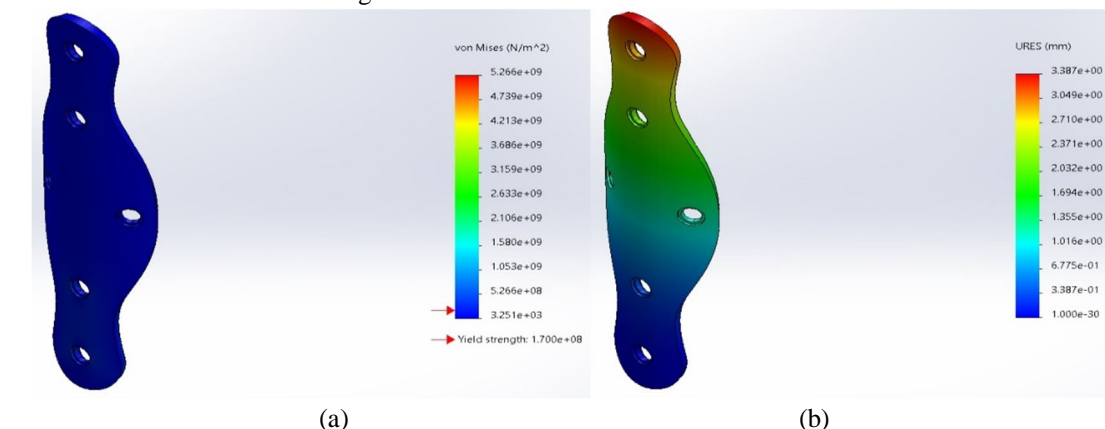 von Mises (N/m^2)
5.266e+09
4.739e+09
4.213e+09
3.686e+09
3.159e+09
2.633e+09
2.106e+09
1.580e+09
1.053e+09
5.266e+08
3.251e+03
Yield strength: 1.700e+08
URES (mm)
3.387e+00
3.049e+00
2.710e+00
2.371e+00
2.032e+00
1.694e+00
1.355e+00
1.016e+00
6.775e-01
3.387e-01
1.000e-30
(a)
(b)